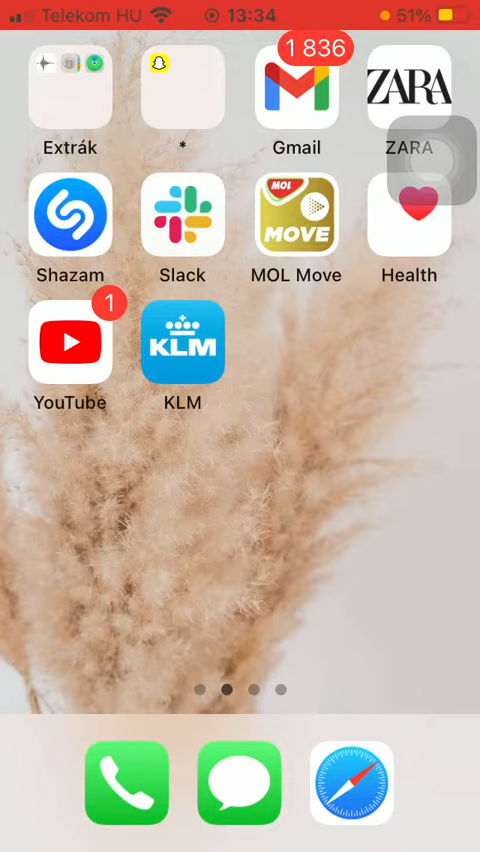 Telekom HU 13:34 51%
1 836
ZARA
Extrák * Gmail ZARA
MOL
MOVE
Shazam Slack MOL Move Health
1
KLM
YouTube KLM